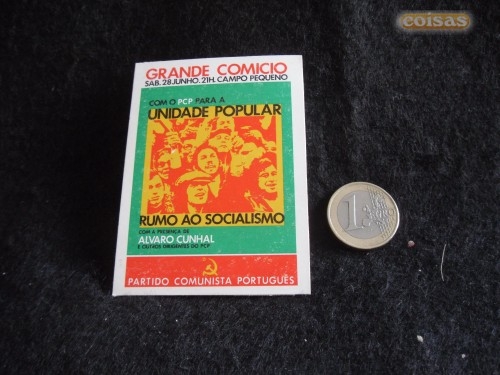 coisas
GRANDE COMICIO
SAB. 28 JUNHO. 21H. CAMPO PEQUENO
COM O PCP PARA A
UNIDADE POPULAR
RUMO AO SOCIALISMO
COM A PRESENÇA DE
ALVARO CUNHAL
E OUTROS DIRIGENTES DO PCP
PARTIDO COMUNISTA PORTUGUÊS
1